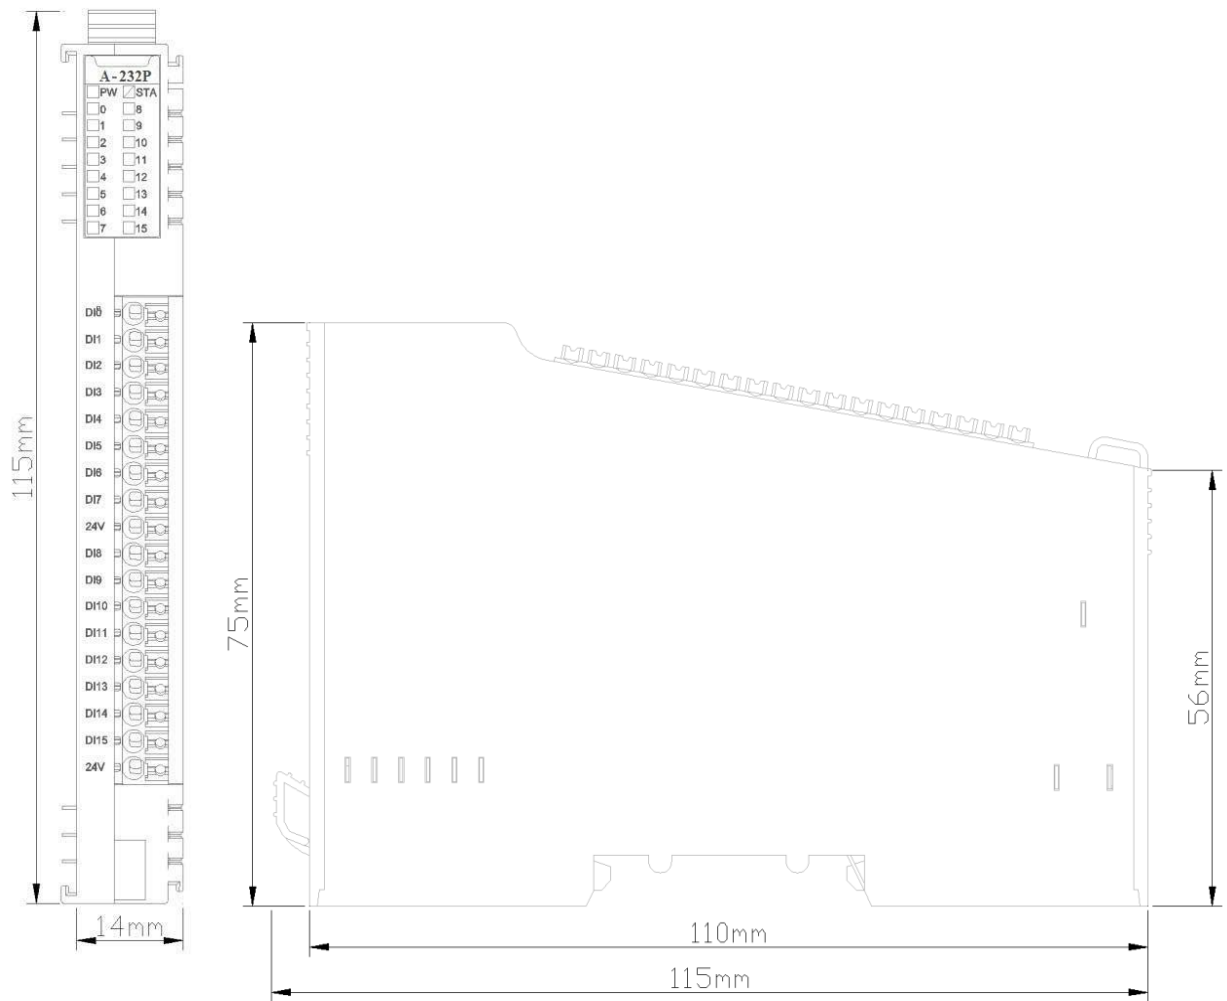 A-232P
PW STA
0 8
1 9
2 10
3 11
4 12
5 13
6 14
7 15
DI0
DI1
DI2
DI3
DI4
DI5
DI6
DI7
24V
DI8
DI9
DI10
DI11
DI12
DI13
DI14
DI15
24V
115mm
14mm
75mm
56mm
110mm
115mm